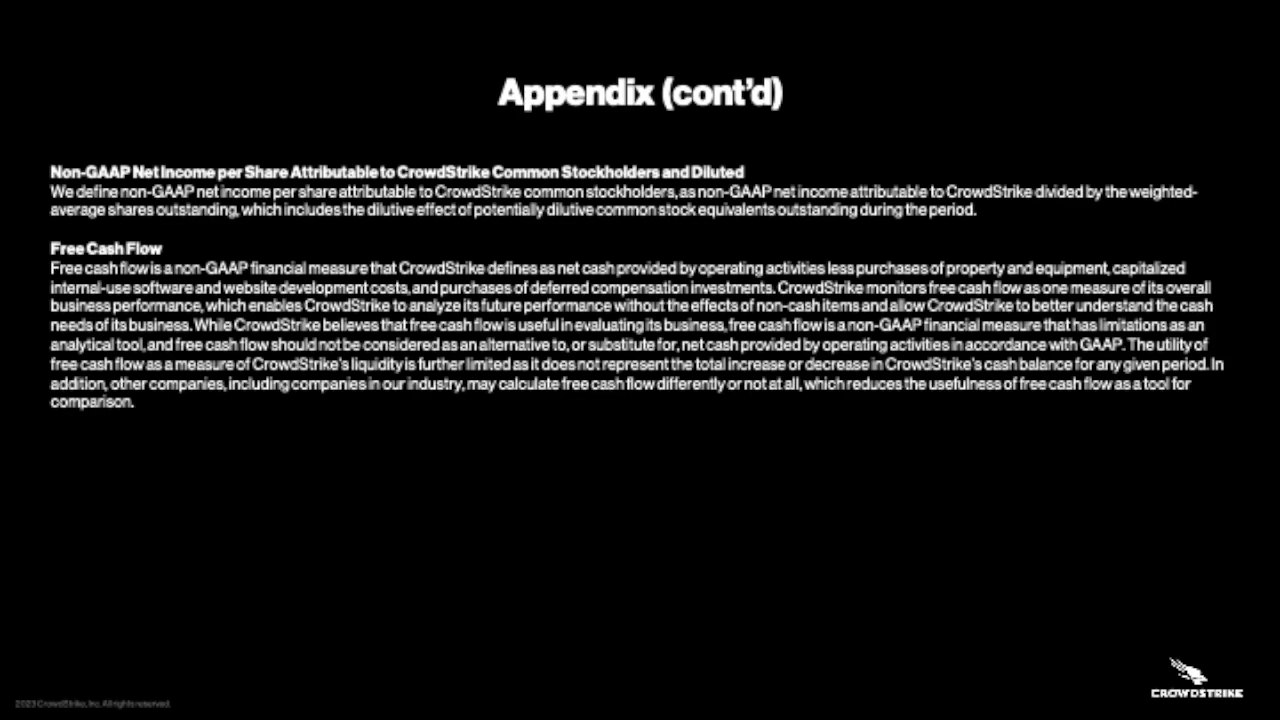 Appendix (cont’d)
Non-GAAP Net Income per Share Attributable to CrowdStrike Common Stockholders and Diluted
We define non-GAAP net income per share attributable to CrowdStrike common stockholders, as non-GAAP net income attributable to CrowdStrike divided by the weighted-
average shares outstanding, which includes the dilutive effect of potentially dilutive common stock equivalents outstanding during the period.
Free Cash Flow
Free cash flow is a non-GAAP financial measure that CrowdStrike defines as net cash provided by operating activities less purchases of property and equipment, capitalized
internal-use software and website development costs, and purchases of deferred compensation investments. CrowdStrike monitors free cash flow as one measure of its overall
business performance, which enables CrowdStrike to analyze its future performance without the effects of non-cash items and allow CrowdStrike to better understand the cash
needs of its business. While CrowdStrike believes that free cash flow is useful in evaluating its business, free cash flow is a non-GAAP financial measure that has limitations as an
analytical tool, and free cash flow should not be considered as an alternative to, or substitute for, net cash provided by operating activities in accordance with GAAP. The utility of
free cash flow as a measure of CrowdStrike’s liquidity is further limited as it does not represent the total increase or decrease in CrowdStrike’s cash balance for any given period. In
addition, other companies, including companies in our industry, may calculate free cash flow differently or not at all, which reduces the usefulness of free cash flow as a tool for
comparison.
2023 CrowdStrike, Inc. All rights reserved.
CROWDSTRIKE